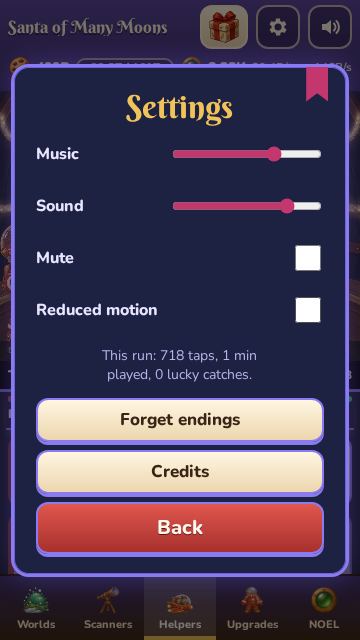 Santa of Many Moons
Settings
Music
Sound
Mute
Reduced motion
This run: 718 taps, 1 min
played, 0 lucky catches.
Forget endings
Credits
Back
Worlds
Scanners
Helpers
Upgrades
NOEL